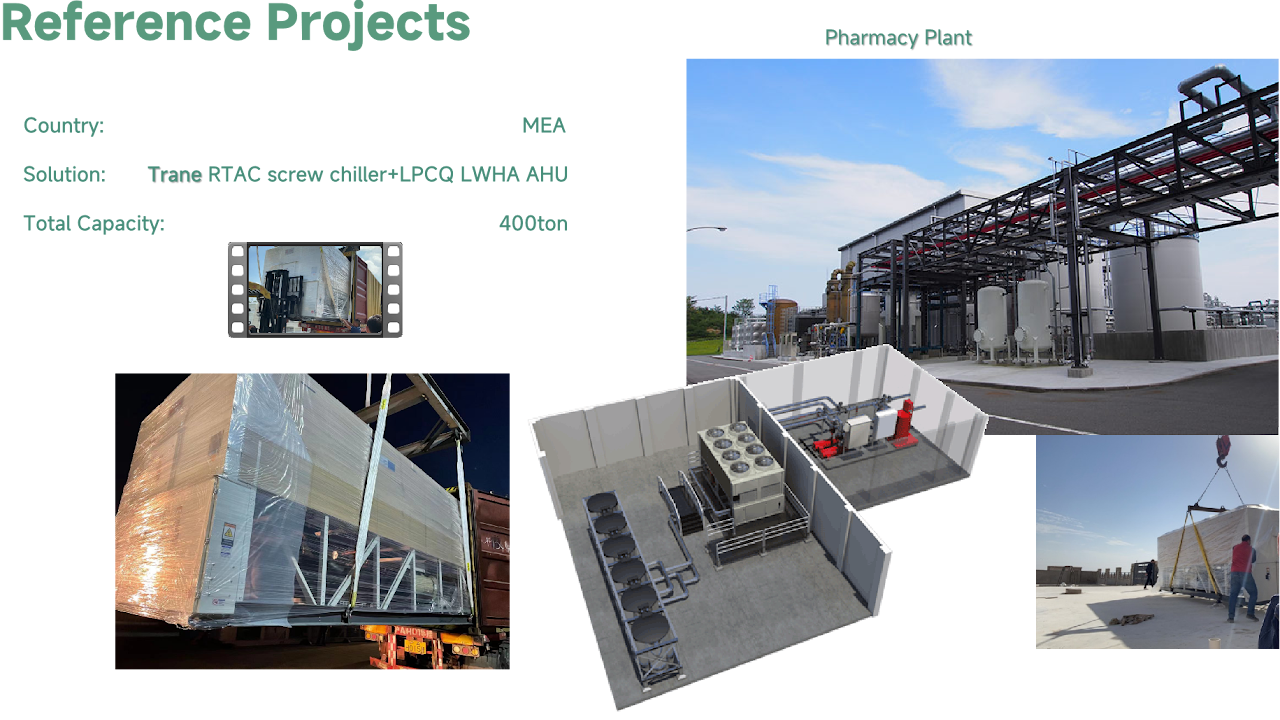 Reference Projects
Pharmacy Plant
Country: MEA
Solution: Trane RTAC screw chiller+LPCQ LWHA AHU
Total Capacity: 400ton